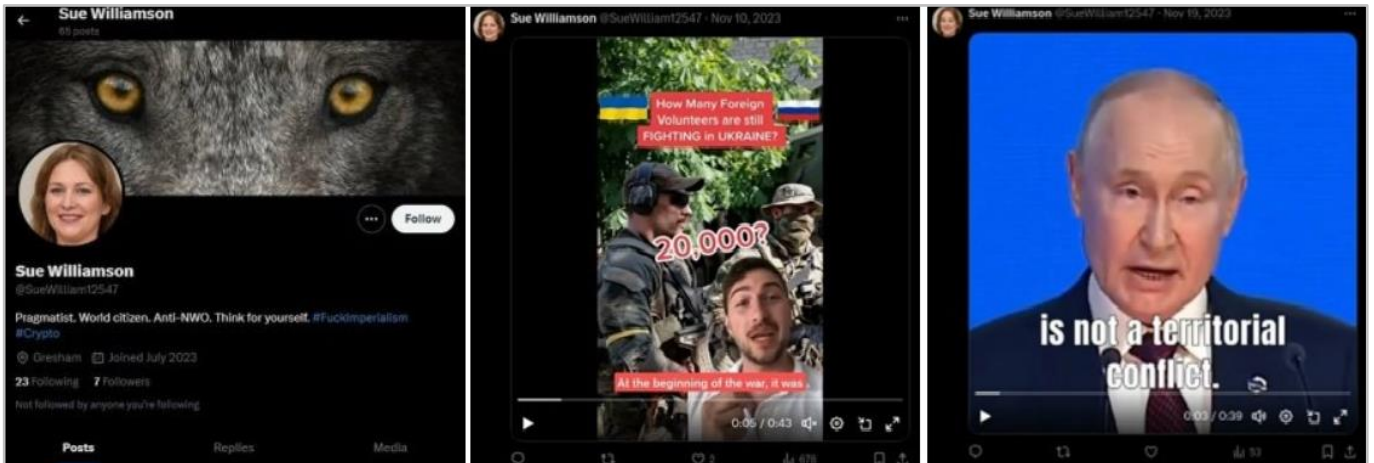 Sue Williamson
65 posts
Follow
Sue Williamson
@SueWilliam12547
Pragmatist. World citizen. Anti-NWO. Think for yourself. #FuckImperialism
#Crypto
Gresham Joined July 2023
23 Following 7 Followers
Not followed by anyone you're following
Posts Replies Media
Sue Williamson @SueWilliam12547 · Nov 10, 2023
How Many Foreign
Volunteers are still
FIGHTING in UKRAINE?
20,000?
At the beginning of the war, it was
0:05 / 0:43
2 676
Sue Williamson @SueWilliam12547 · Nov 19, 2023
is not a territorial
conflict.
0:03 / 0:39
93